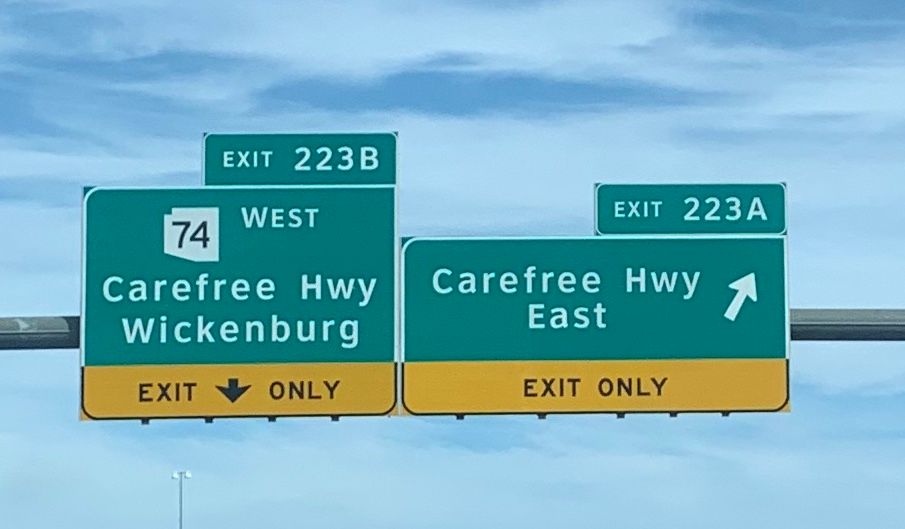 EXIT 223B
74 WEST
Carefree Hwy
Wickenburg
EXIT ONLY
EXIT 223A
Carefree Hwy
East
EXIT ONLY